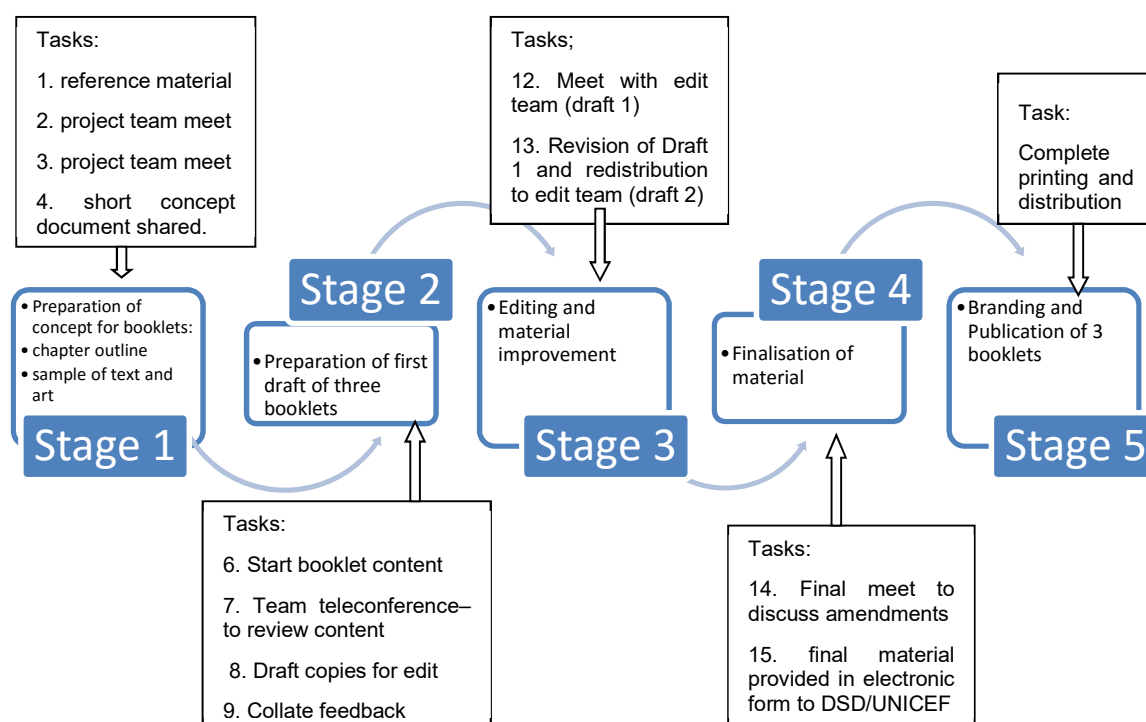 Tasks:
1. reference material
2. project team meet
3. project team meet
4. short concept
document shared.
• Preparation of
concept for booklets:
• chapter outline
• sample of text and
art
Stage 1
Stage 2
• Preparation of first
draft of three
booklets
Tasks:
6. Start booklet content
7. Team teleconference–
to review content
8. Draft copies for edit
9. Collate feedback
Tasks;
12. Meet with edit
team (draft 1)
13. Revision of Draft
1 and redistribution
to edit team (draft 2)
• Editing and
material
improvement
Stage 3
Stage 4
• Finalisation of
material
Tasks:
14. Final meet to
discuss amendments
15. final material
provided in electronic
form to DSD/UNICEF
Task:
Complete
printing and
distribution
• Branding and
Publication of 3
booklets
Stage 5